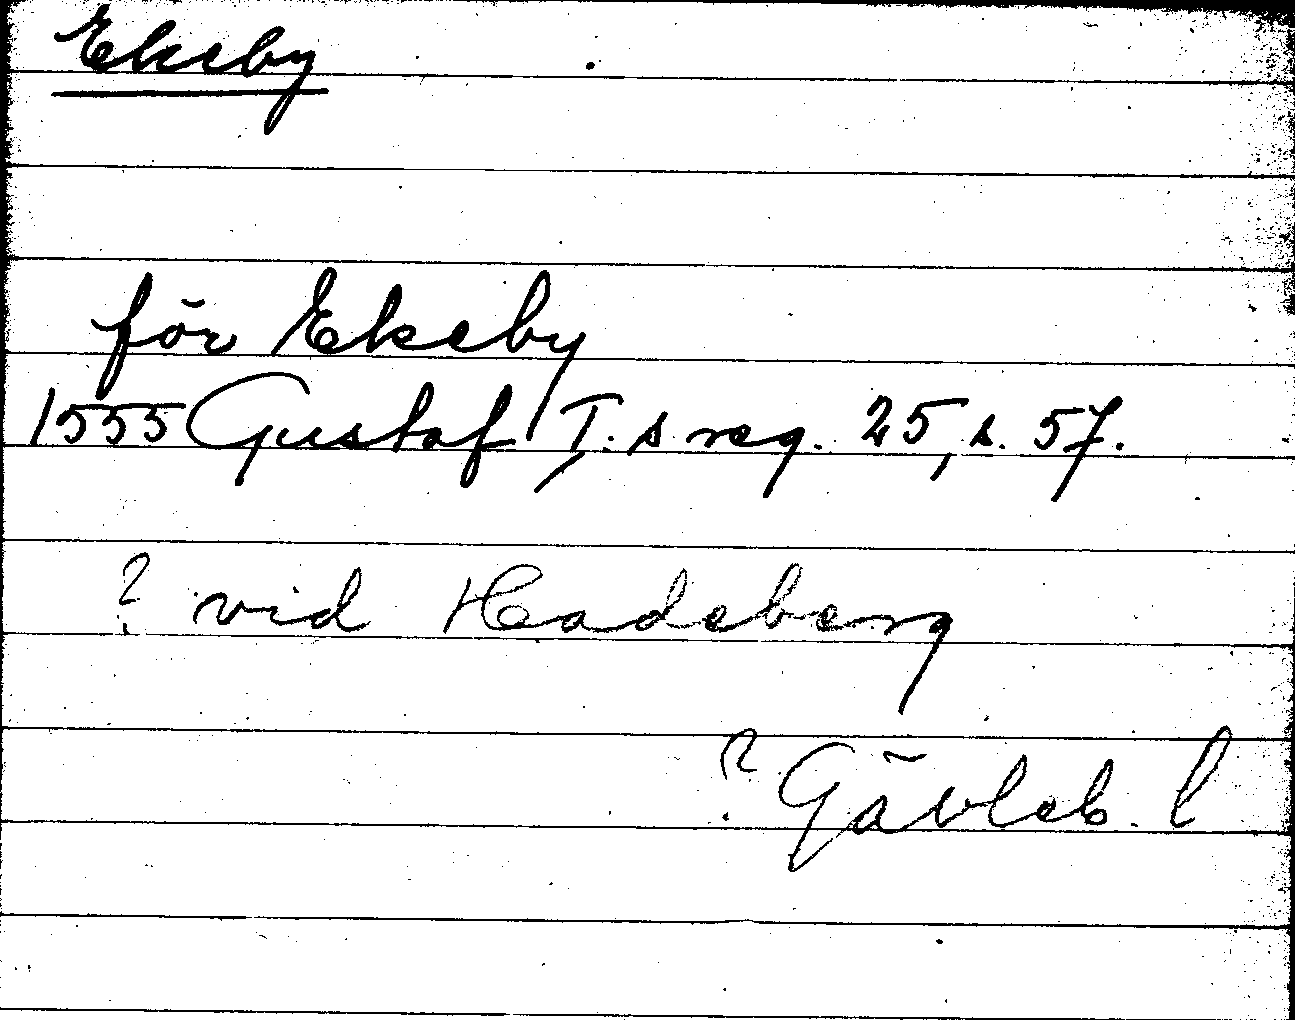 Ekeby
för Ekeby
1555 Gustaf I:s reg. 25, s. 57.
? vid Hadeberg
? Gävleb. l